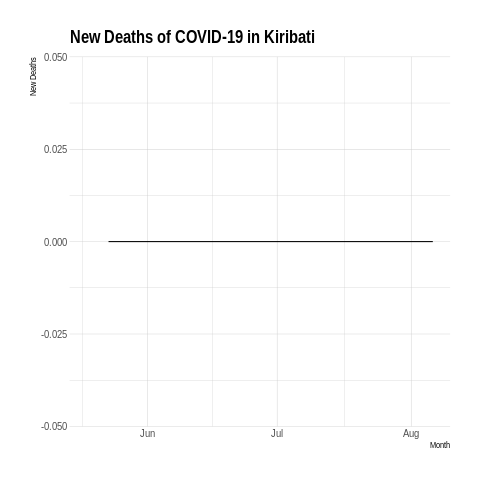 New Deaths of COVID-19 in Kiribati
New Deaths
0.050
0.025
0.000
-0.025
-0.050
Jun Jul Aug
Month